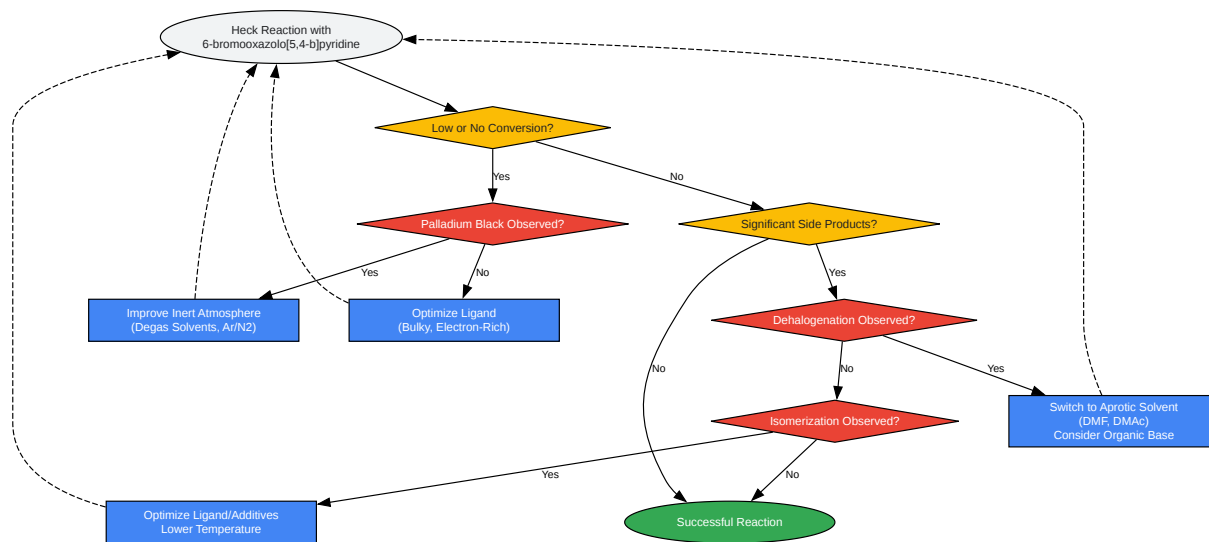 Heck Reaction with
6-bromooxazolo[5,4-b]pyridine
Low or No Conversion?
Yes
No
Palladium Black Observed?
Significant Side Products?
Yes
No
Yes
Improve Inert Atmosphere
(Degas Solvents, Ar/N2)
Optimize Ligand
(Bulky, Electron-Rich)
Dehalogenation Observed?
No
No
Yes
Switch to Aprotic Solvent
(DMF, DMAc)
Consider Organic Base
Isomerization Observed?
Yes
No
Optimize Ligand/Additives
Lower Temperature
Successful Reaction